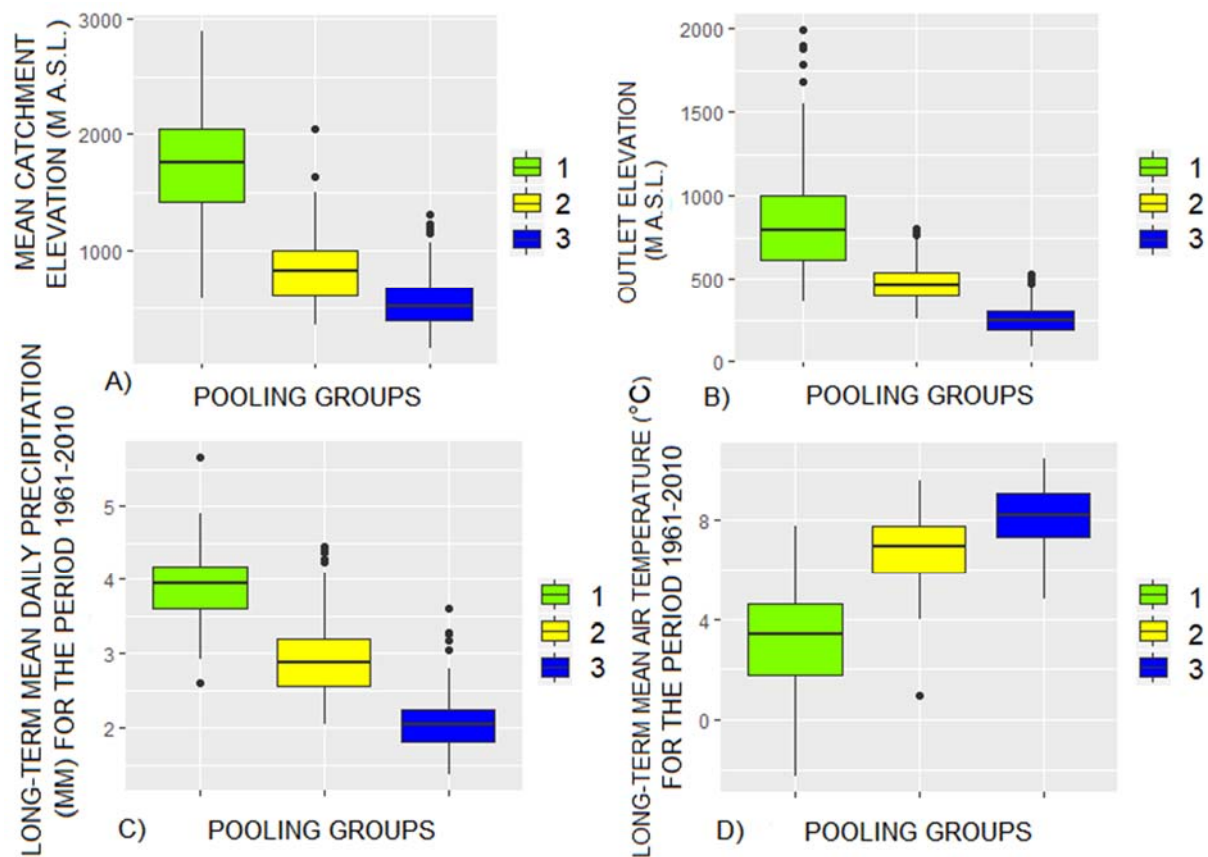 MEAN CATCHMENT
ELEVATION (M A.S.L.)
3000
2000
1000
1
2
3
A)
POOLING GROUPS
OUTLET ELEVATION
(M A.S.L.)
2000
1500
1000
500
0
1
2
3
B)
POOLING GROUPS
LONG-TERM MEAN DAILY PRECIPITATION
(MM) FOR THE PERIOD 1961-2010
5
4
3
2
1
2
3
C)
POOLING GROUPS
LONG-TERM MEAN AIR TEMPERATURE (°C)
FOR THE PERIOD 1961-2010
8
4
0
1
2
3
D)
POOLING GROUPS